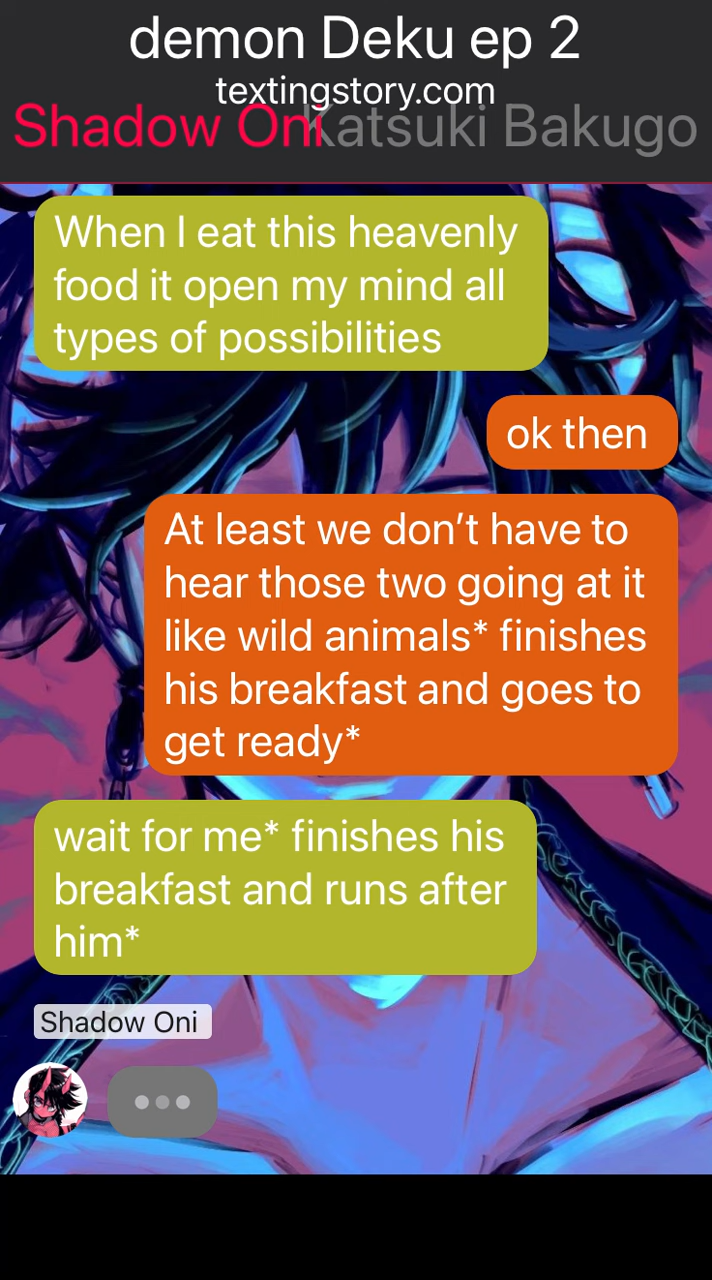 demon Deku ep 2
textingstory.com
Shadow Oni Katsuki Bakugo
When I eat this heavenly
food it open my mind all
types of possibilities
ok then
At least we don’t have to
hear those two going at it
like wild animals* finishes
his breakfast and goes to
get ready*
wait for me* finishes his
breakfast and runs after
him*
Shadow Oni